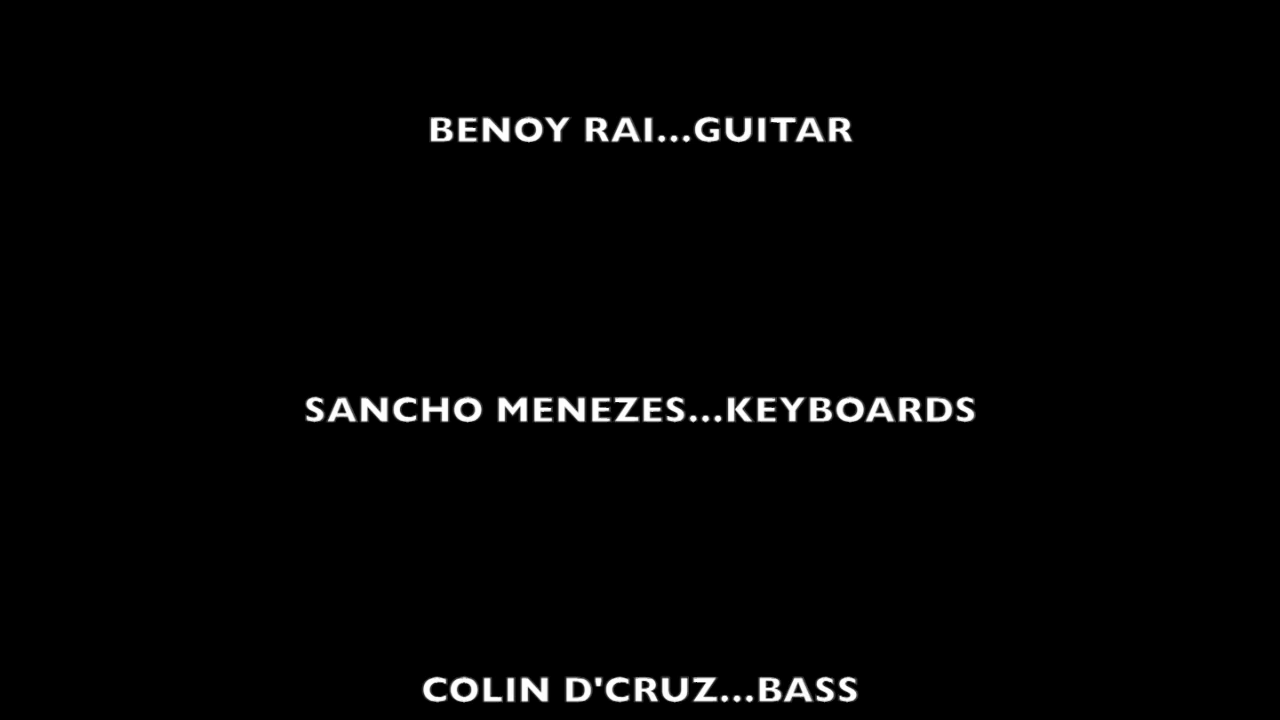 BENOY RAI...GUITAR
SANCHO MENEZES...KEYBOARDS
COLIN D'CRUZ...BASS